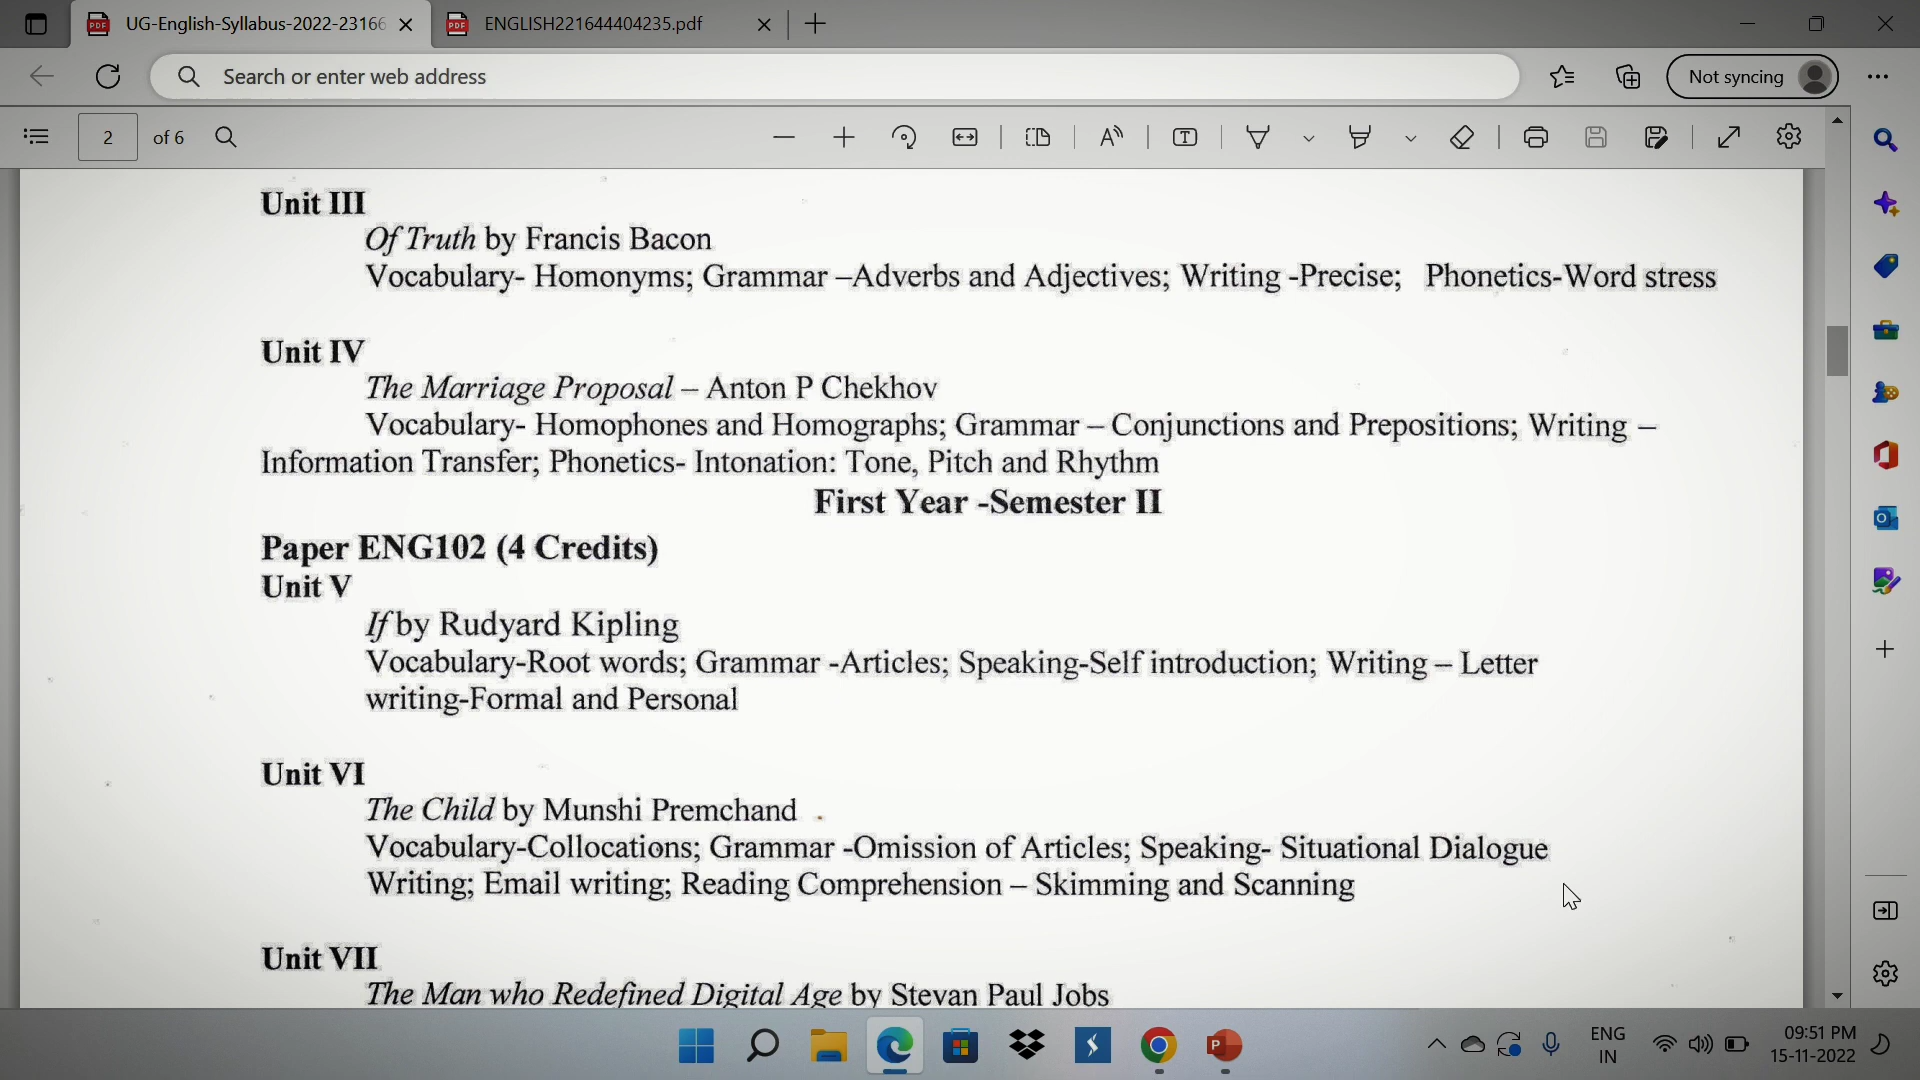 UG-English-Syllabus-2022-23166
ENGLISH221644404235.pdf
Search or enter web address
Not syncing
2 of 6
Unit III
Of Truth by Francis Bacon
Vocabulary- Homonyms; Grammar –Adverbs and Adjectives; Writing -Precise; Phonetics-Word stress
Unit IV
The Marriage Proposal – Anton P Chekhov
Vocabulary- Homophones and Homographs; Grammar – Conjunctions and Prepositions; Writing –
Information Transfer; Phonetics- Intonation: Tone, Pitch and Rhythm
First Year -Semester II
Paper ENG102 (4 Credits)
Unit V
If by Rudyard Kipling
Vocabulary-Root words; Grammar -Articles; Speaking-Self introduction; Writing – Letter
writing-Formal and Personal
Unit VI
The Child by Munshi Premchand
Vocabulary-Collocations; Grammar -Omission of Articles; Speaking- Situational Dialogue
Writing; Email writing; Reading Comprehension – Skimming and Scanning
Unit VII
The Man who Redefined Digital Age by Stevan Paul Jobs
ENG
IN
09:51 PM
15-11-2022